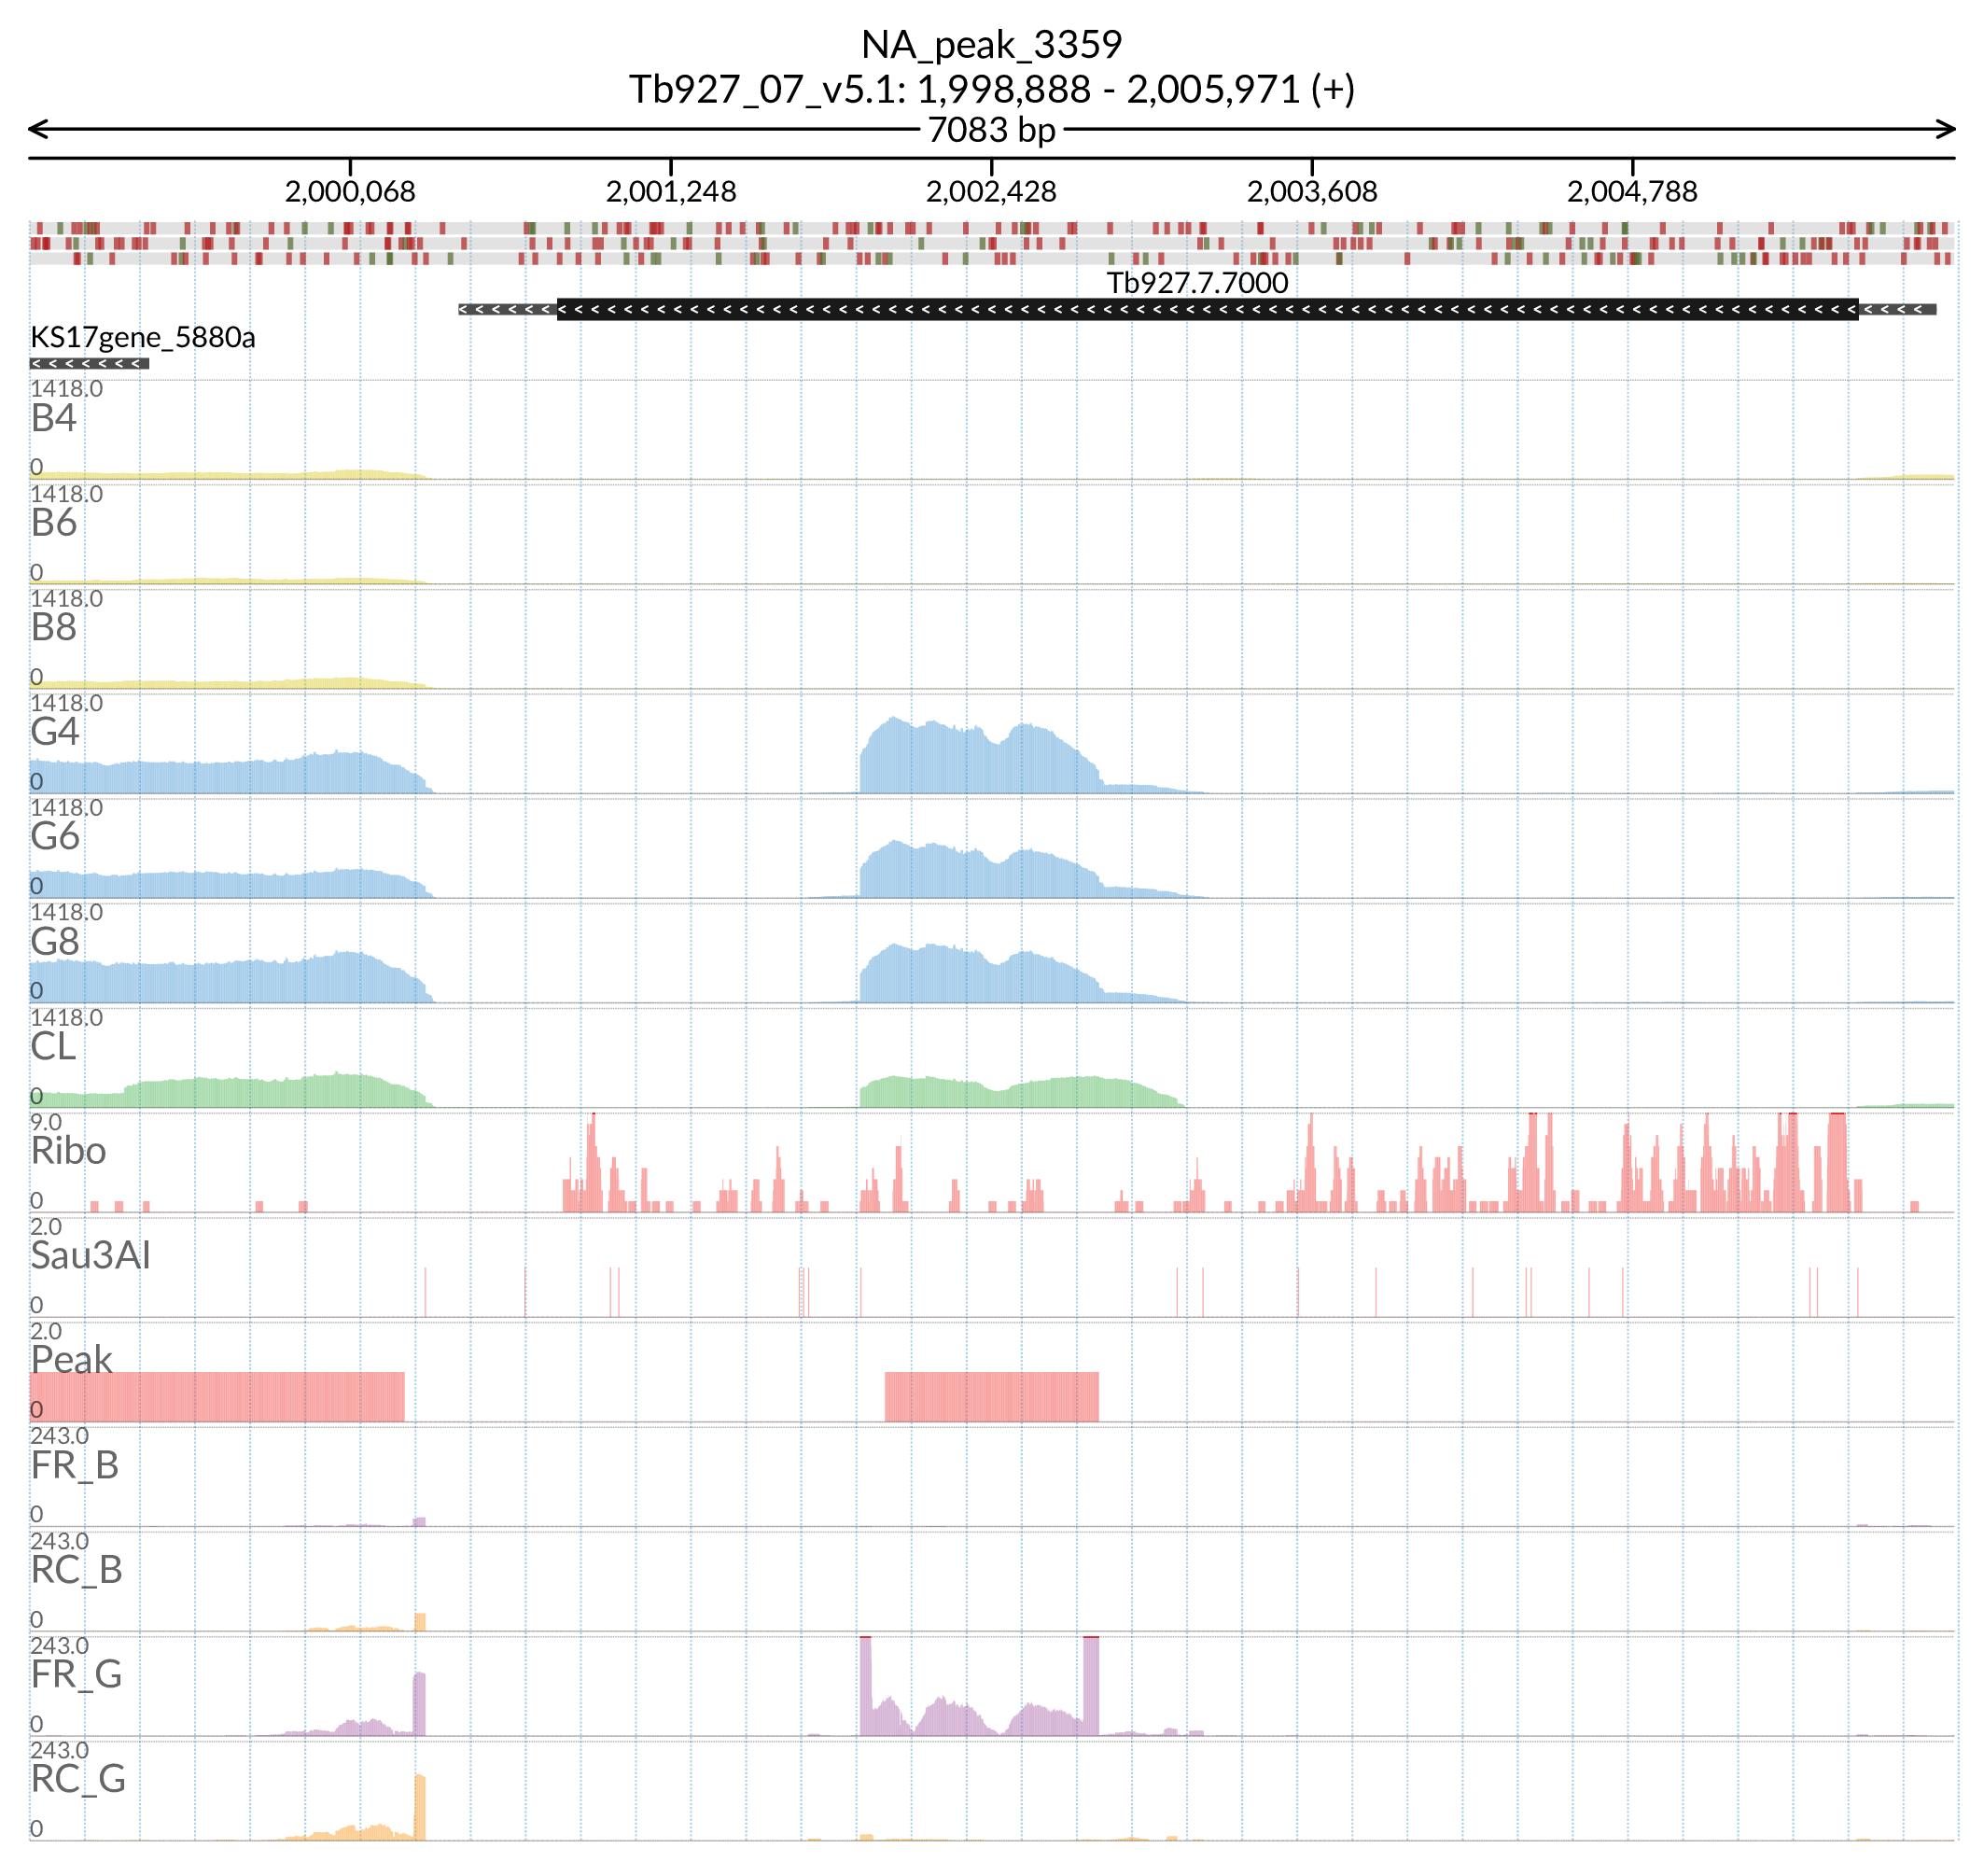 NA_peak_3359
Tb927_07_v5.1: 1,998,888 - 2,005,971 (+)
7083 bp
2,000,068 2,001,248 2,002,428 2,003,608 2,004,788
Tb927.7.7000
KS17gene_5880a
1418.0
B4
0
1418.0
B6
0
1418.0
B8
0
1418.0
G4
0
1418.0
G6
0
1418.0
G8
0
1418.0
CL
0
9.0
Ribo
0
2.0
Sau3AI
0
2.0
Peak
0
243.0
FR_B
0
243.0
RC_B
0
243.0
FR_G
0
243.0
RC_G
0